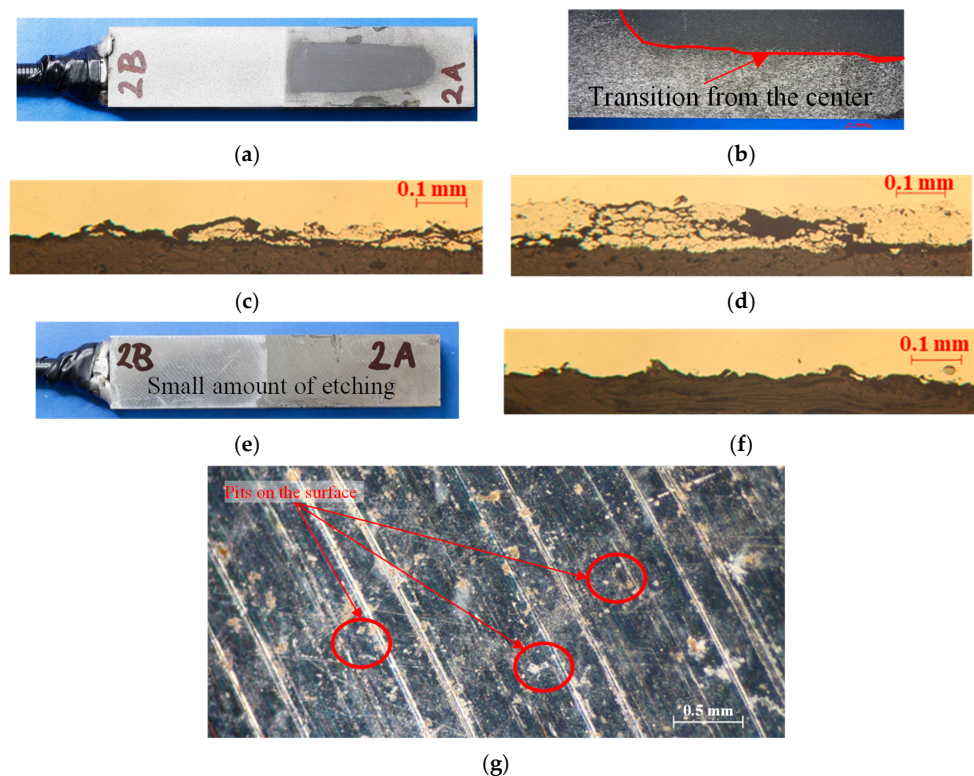 2B
2A
Transition from the center
(a)
(b)
0.1 mm
0.1 mm
(c)
(d)
2B
2A
Small amount of etching
0.1 mm
(e)
(f)
Pits on the surface
0.5 mm
(g)